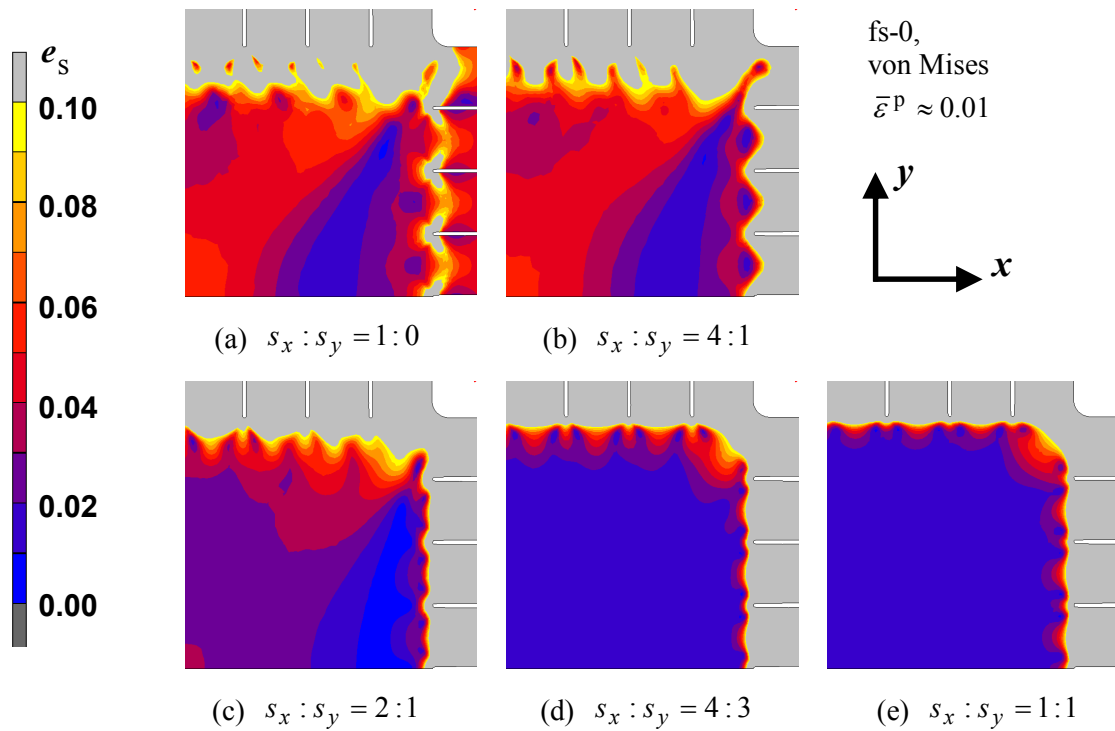 e_s
0.10
0.08
0.06
0.04
0.02
0.00
fs-0,
von Mises
ε̄^p ≈ 0.01
y
x
(a) s_x : s_y = 1 : 0
(b) s_x : s_y = 4 : 1
(c) s_x : s_y = 2 : 1
(d) s_x : s_y = 4 : 3
(e) s_x : s_y = 1 : 1